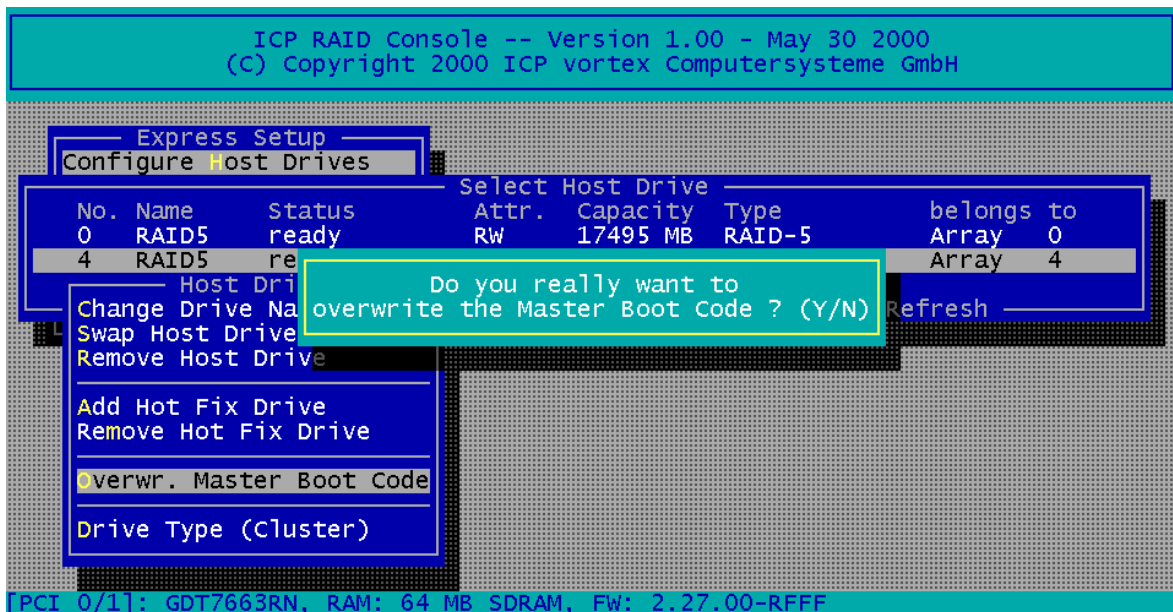 ICP RAID Console -- Version 1.00 - May 30 2000
(C) Copyright 2000 ICP vortex Computersysteme GmbH
Express Setup
Configure Host Drives
Select Host Drive
No. Name Status Attr. Capacity Type belongs to
0 RAID5 ready RW 17495 MB RAID-5 Array 0
4 RAID5 re Array 4
Host Dri
Do you really want to
overwrite the Master Boot Code ? (Y/N)
Refresh
Change Drive Na
Swap Host Drive
Remove Host Drive
Add Hot Fix Drive
Remove Hot Fix Drive
Overwr. Master Boot Code
Drive Type (Cluster)
[PCI 0/1]: GDT7663RN, RAM: 64 MB SDRAM, FW: 2.27.00-RFFF